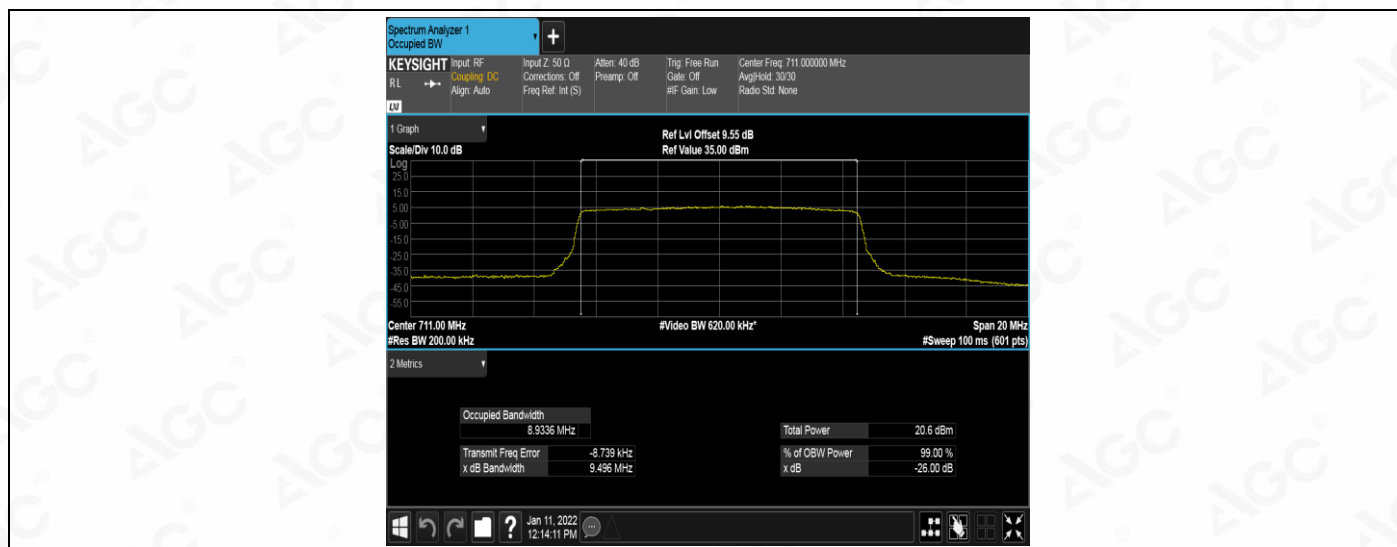 Spectrum Analyzer 1
Occupied BW
+
KEYSIGHT
RL
LXI
Input: RF
Coupling: DC
Align: Auto
Input Z: 50 Ω
Corrections: Off
Freq Ref: Int (S)
Atten: 40 dB
Preamp: Off
Trig: Free Run
Gate: Off
#IF Gain: Low
Center Freq: 711.000000 MHz
Avg|Hold: 30/30
Radio Std: None
1 Graph
Scale/Div 10.0 dB
Ref Lvl Offset 9.55 dB
Ref Value 35.00 dBm
Log
25.0
15.0
5.00
-5.00
-15.0
-25.0
-35.0
-45.0
-55.0
Center 711.00 MHz
#Video BW 620.00 kHz*
Span 20 MHz
#Res BW 200.00 kHz
#Sweep 100 ms (601 pts)
2 Metrics
Occupied Bandwidth
8.9336 MHz
Total Power 20.6 dBm
Transmit Freq Error -8.739 kHz
% of OBW Power 99.00 %
x dB Bandwidth 9.496 MHz
x dB -26.00 dB
?
Jan 11, 2022
12:14:11 PM
AGC